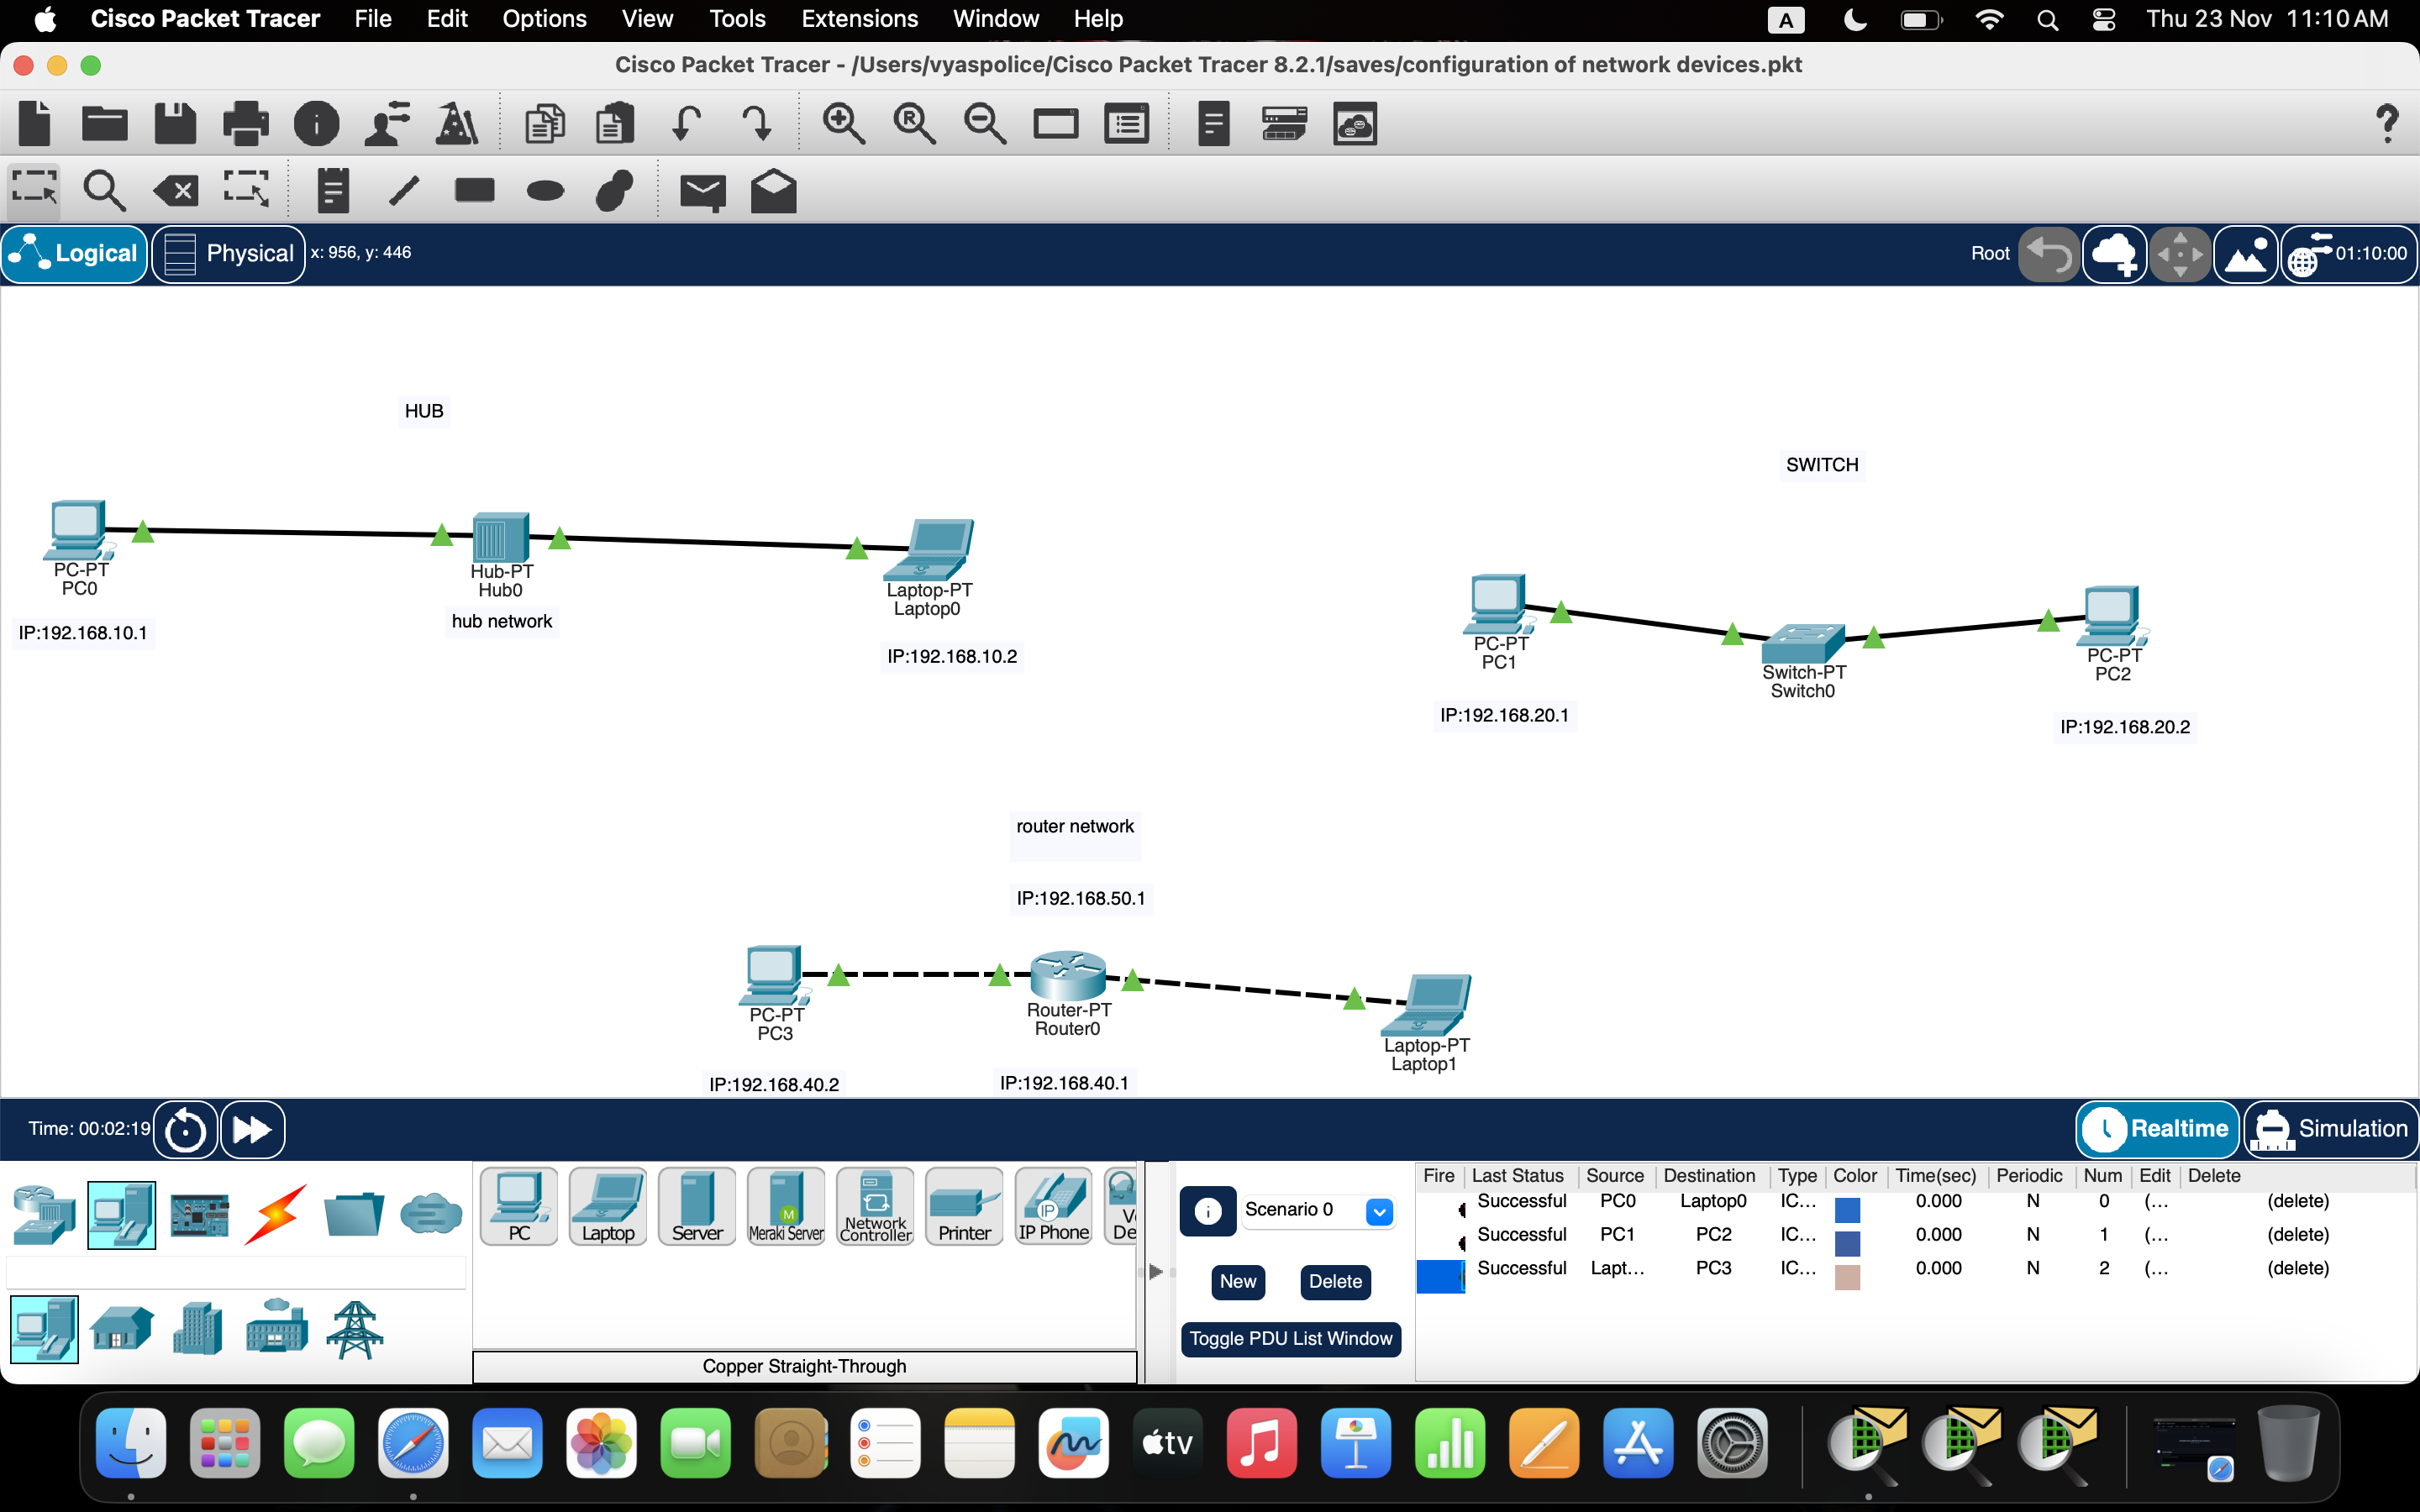 Cisco Packet Tracer File Edit Options View Tools Extensions Window Help A Thu 23 Nov 11:10 AM
Cisco Packet Tracer - /Users/vyaspolice/Cisco Packet Tracer 8.2.1/saves/configuration of network devices.pkt
Logical Physical x: 956, y: 446 Root 01:10:00
HUB
SWITCH
PC-PT
PC0
Hub-PT
Hub0
Laptop-PT
Laptop0
hub network
IP:192.168.10.1
IP:192.168.10.2
PC-PT
PC1
Switch-PT
Switch0
PC-PT
PC2
IP:192.168.20.1
IP:192.168.20.2
router network
IP:192.168.50.1
PC-PT
PC3
Router-PT
Router0
Laptop-PT
Laptop1
IP:192.168.40.2
IP:192.168.40.1
Time: 00:02:19 Realtime Simulation
PC Laptop Server Meraki Server Network Controller Printer IP Phone V De
Copper Straight-Through
Scenario 0
New Delete
Toggle PDU List Window
Fire Last Status Source Destination Type Color Time(sec) Periodic Num Edit Delete
Successful PC0 Laptop0 IC... 0.000 N 0 (... (delete)
Successful PC1 PC2 IC... 0.000 N 1 (... (delete)
Successful Lapt... PC3 IC... 0.000 N 2 (... (delete)
tv